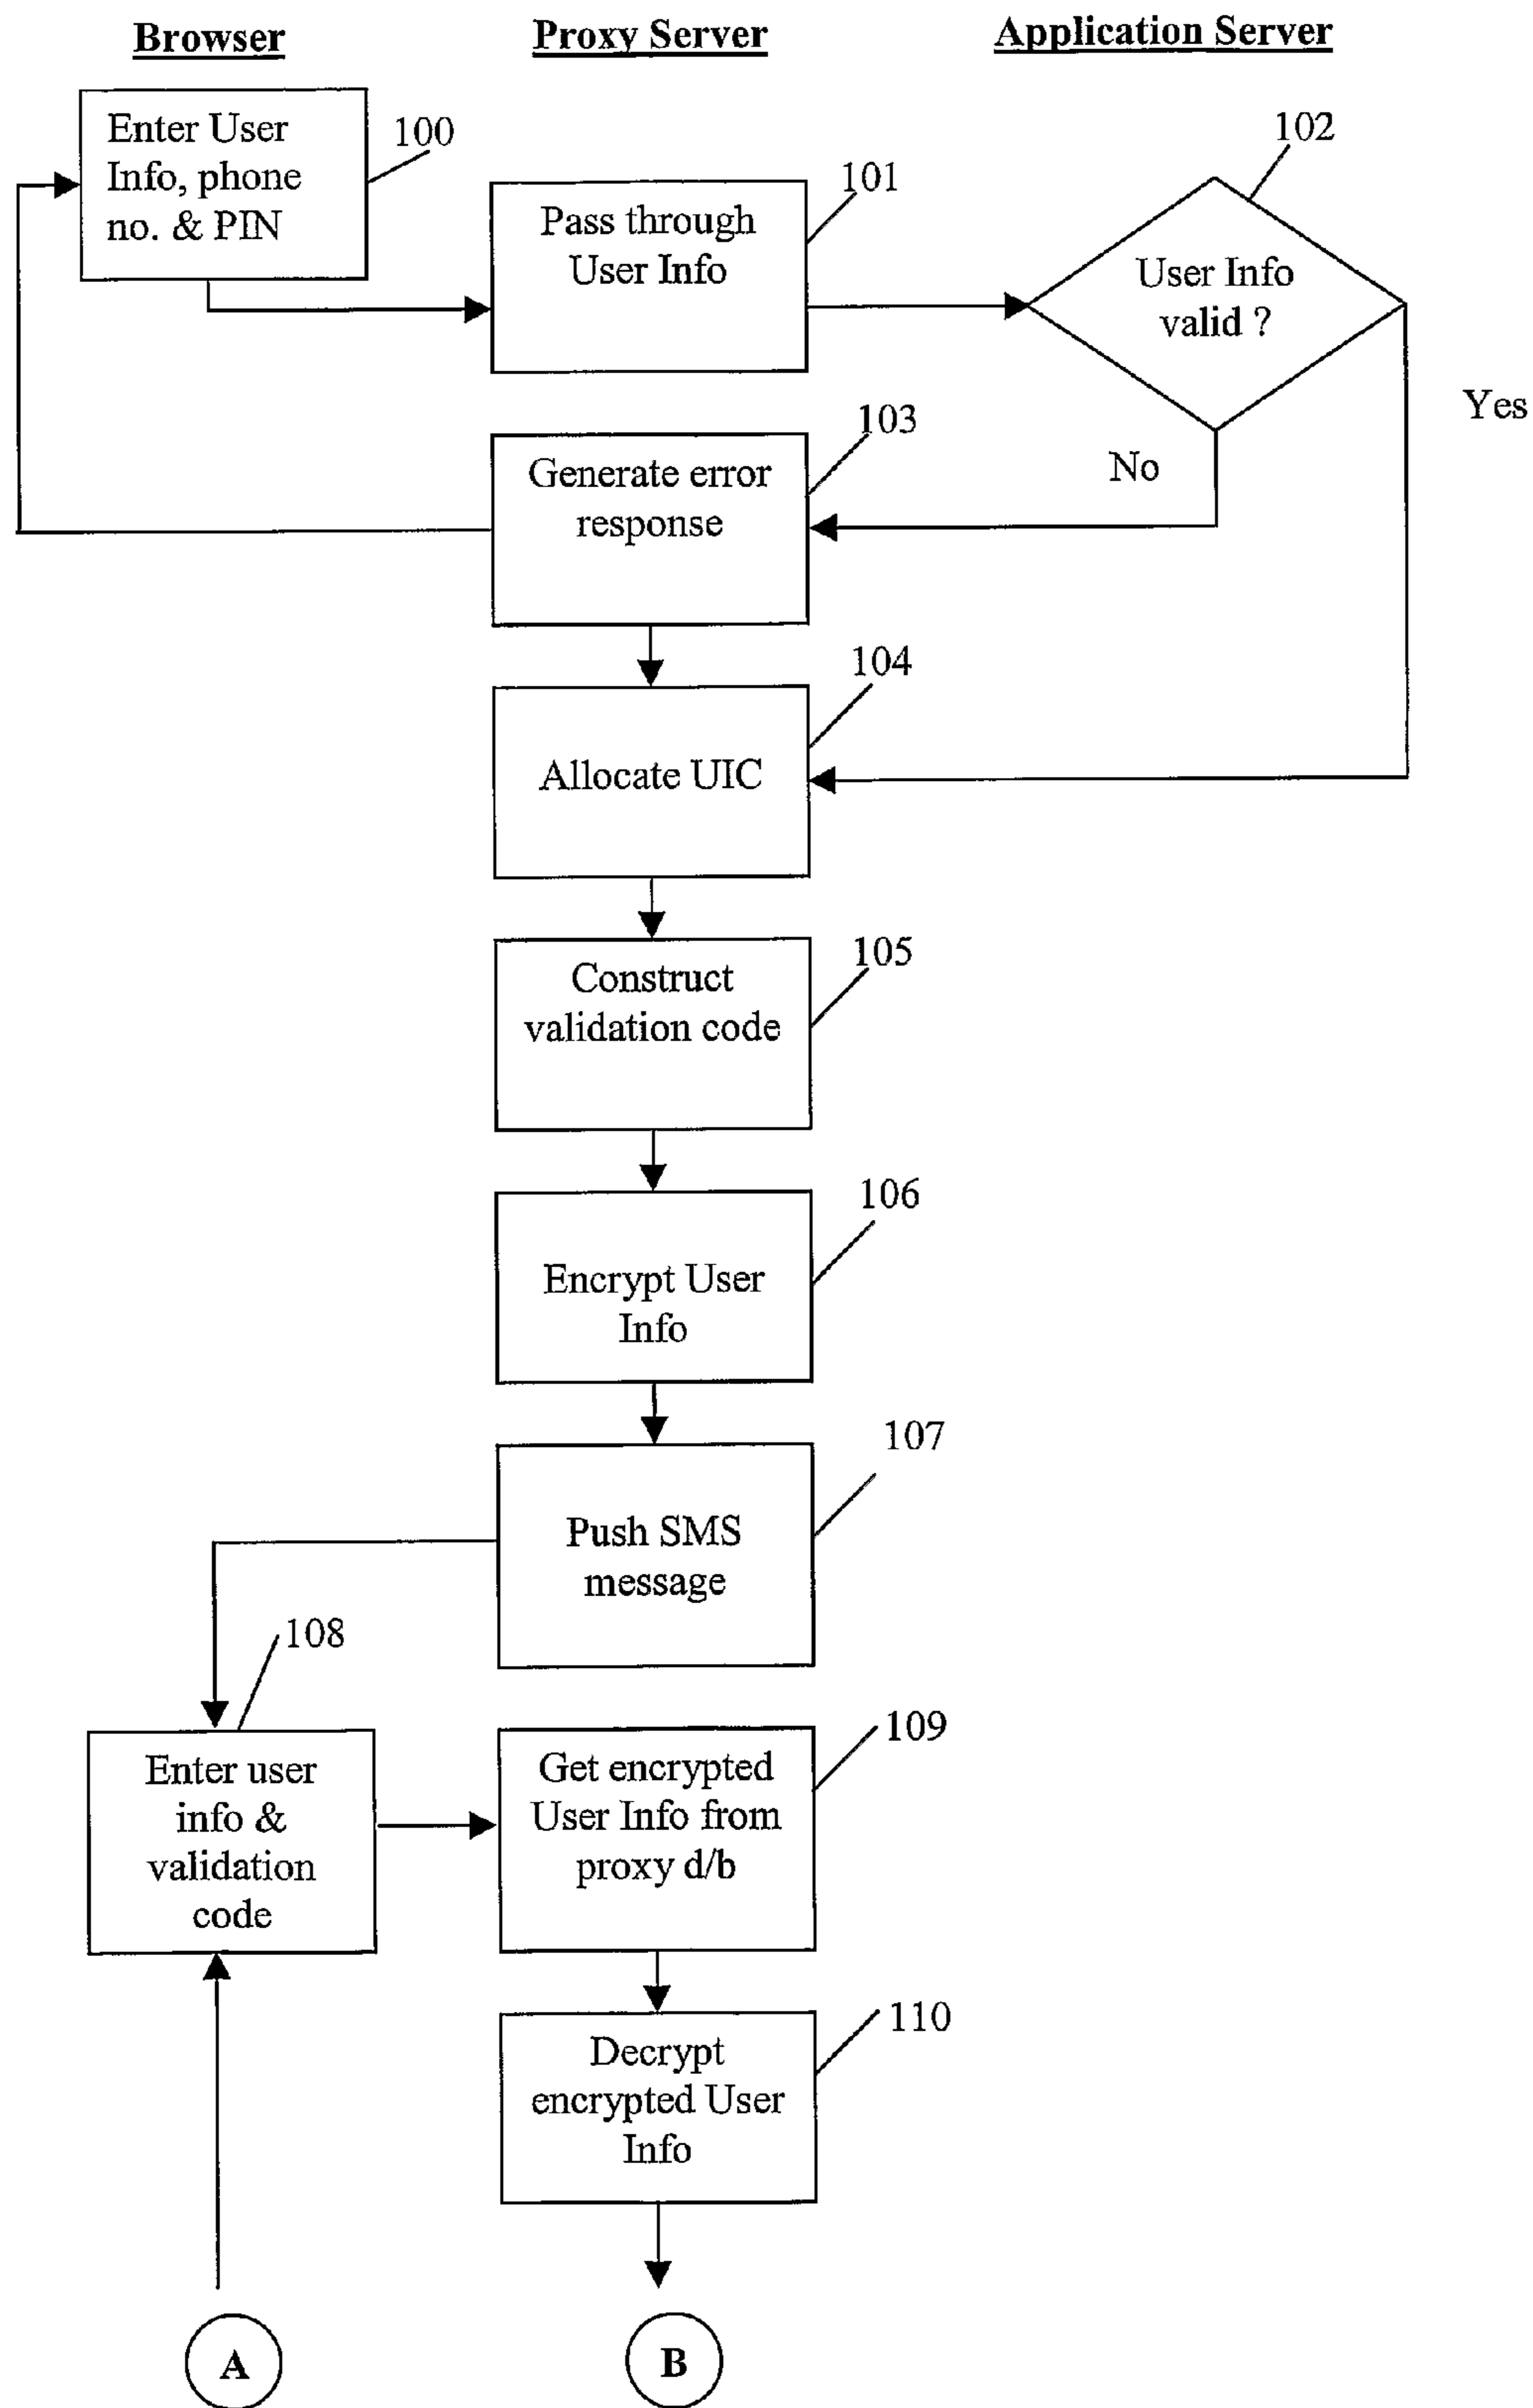 Browser
Proxy Server
Application Server
Enter User
Info, phone
no. & PIN
100
Pass through
User Info
101
102
User Info
valid ?
Yes
No
103
Generate error
response
104
Allocate UIC
105
Construct
validation code
106
Encrypt User
Info
107
Push SMS
message
108
Enter user
info &
validation
code
109
Get encrypted
User Info from
proxy d/b
110
Decrypt
encrypted User
Info
A
B